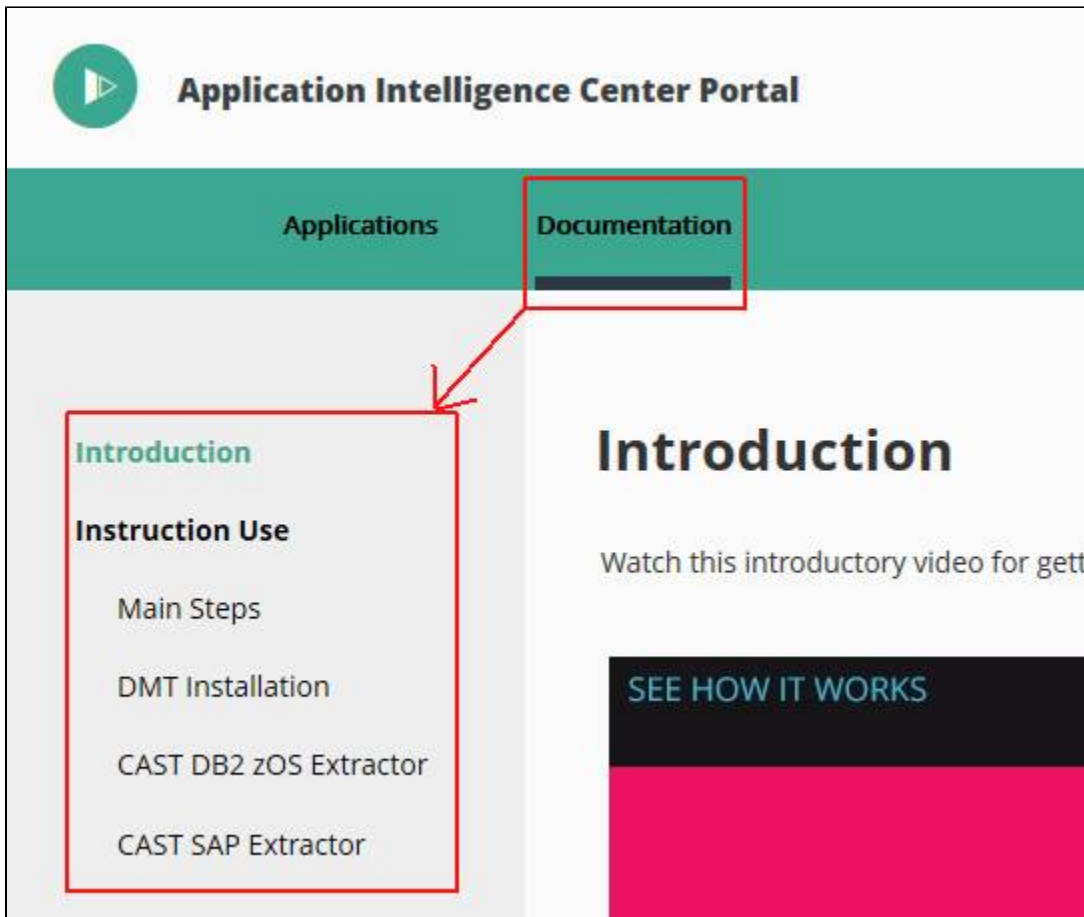 Application Intelligence Center Portal
Applications
Documentation
Introduction
Instruction Use
Main Steps
DMT Installation
CAST DB2 zOS Extractor
CAST SAP Extractor
Introduction
Watch this introductory video for
SEE HOW IT WORKS